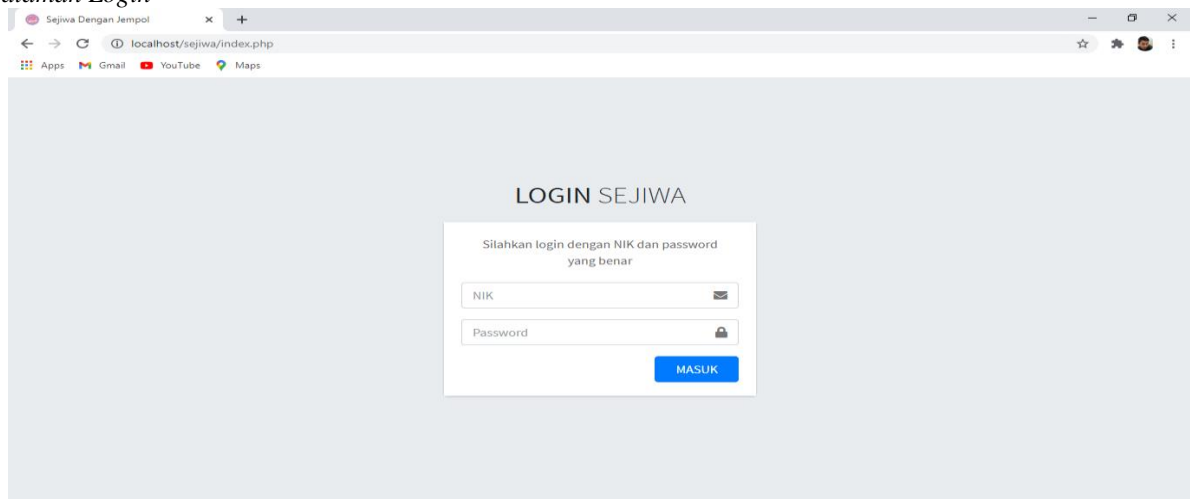 Sejiwa Dengan Jempol
localhost/sejiwa/index.php
Apps Gmail YouTube Maps
LOGIN SEJIWA
Silahkan login dengan NIK dan password
yang benar
NIK
Password
MASUK